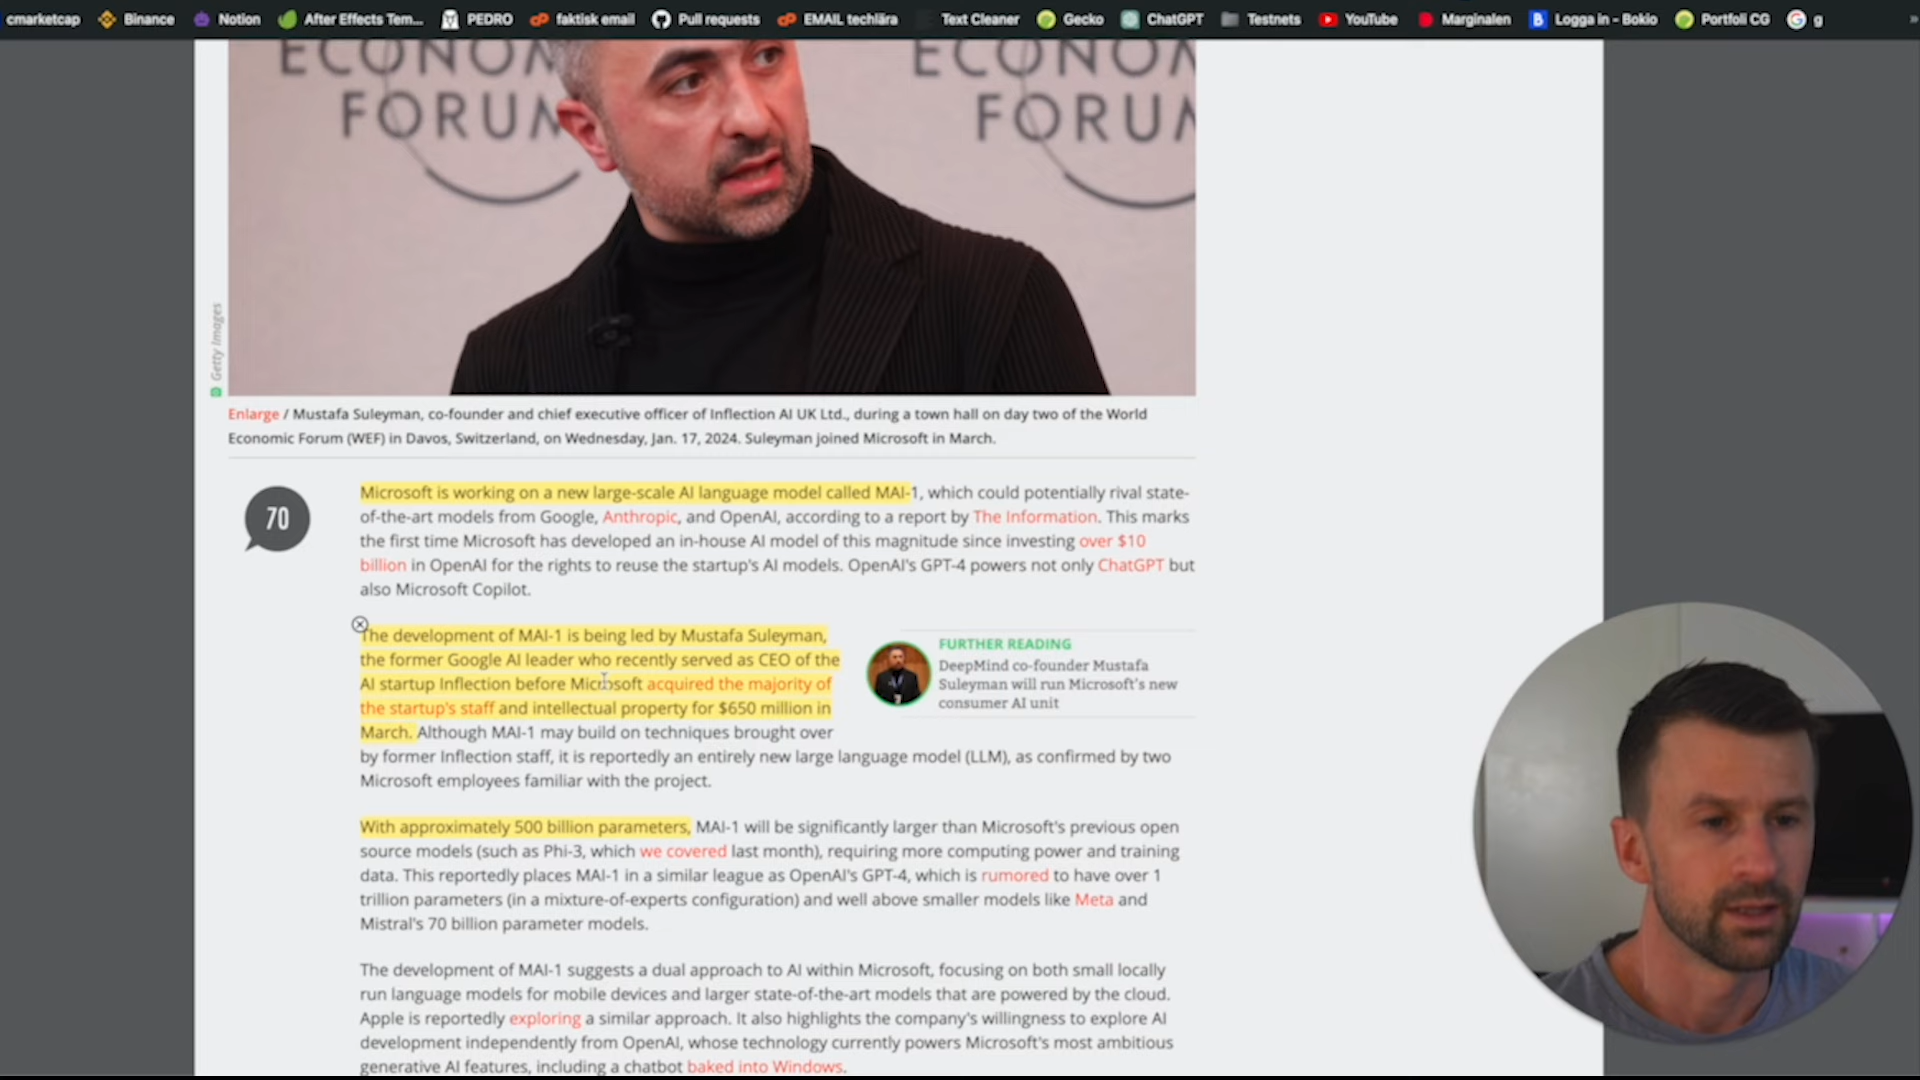 cmarketcap Binance Notion After Effects Tem... PEDRO faktisk email Pull requests EMAIL techlära Text Cleaner Gecko ChatGPT Testnets YouTube Marginalen Logga in – Bokio Portfolj CG g »
ECONOM ECONOM
FORUM FORUM
Getty Images
Enlarge / Mustafa Suleyman, co-founder and chief executive officer of Inflection AI UK Ltd., during a town hall on day two of the World
Economic Forum (WEF) in Davos, Switzerland, on Wednesday, Jan. 17, 2024. Suleyman joined Microsoft in March.
70
Microsoft is working on a new large-scale AI language model called MAI-1, which could potentially rival state-
of-the-art models from Google, Anthropic, and OpenAI, according to a report by The Information. This marks
the first time Microsoft has developed an in-house AI model of this magnitude since investing over $10
billion in OpenAI for the rights to reuse the startup's AI models. OpenAI's GPT-4 powers not only ChatGPT but
also Microsoft Copilot.
The development of MAI-1 is being led by Mustafa Suleyman,
the former Google AI leader who recently served as CEO of the
AI startup Inflection before Microsoft acquired the majority of
the startup's staff and intellectual property for $650 million in
March. Although MAI-1 may build on techniques brought over
by former Inflection staff, it is reportedly an entirely new large language model (LLM), as confirmed by two
Microsoft employees familiar with the project.
FURTHER READING
DeepMind co-founder Mustafa
Suleyman will run Microsoft's new
consumer AI unit
With approximately 500 billion parameters, MAI-1 will be significantly larger than Microsoft's previous open
source models (such as Phi-3, which we covered last month), requiring more computing power and training
data. This reportedly places MAI-1 in a similar league as OpenAI's GPT-4, which is rumored to have over 1
trillion parameters (in a mixture-of-experts configuration) and well above smaller models like Meta and
Mistral's 70 billion parameter models.
The development of MAI-1 suggests a dual approach to AI within Microsoft, focusing on both small locally
run language models for mobile devices and larger state-of-the-art models that are powered by the cloud.
Apple is reportedly exploring a similar approach. It also highlights the company's willingness to explore AI
development independently from OpenAI, whose technology currently powers Microsoft's most ambitious
generative AI features, including a chatbot baked into Windows.